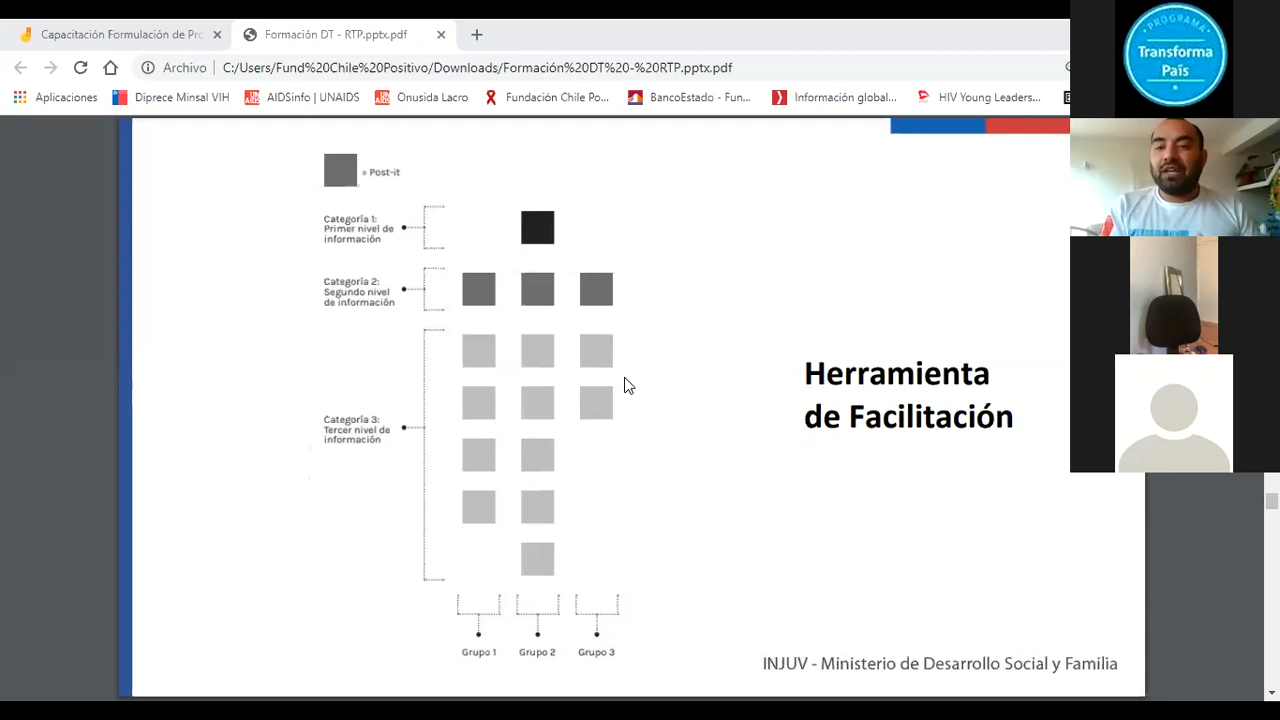 Capacitación Formulación de Pro
Formación DT - RTP.pptx.pdf
Archivo
C:/Users/Fund%20Chile%20Positivo/Downloads/Formación%20DT%20-%20RTP.pptx.pdf
Aplicaciones
Diprece Minsal VIH
AIDSinfo | UNAIDS
Onusida Lacro
Fundación Chile Po...
BancoEstado - Fun...
Información global...
HIV Young Leaders...
PROGRAMA
Transforma
País
= Post-it
Categoría 1:
Primer nivel de
información
Categoría 2:
Segundo nivel
de información
Categoría 3:
Tercer nivel de
información
Grupo 1
Grupo 2
Grupo 3
Herramienta
de Facilitación
INJUV - Ministerio de Desarrollo Social y Familia